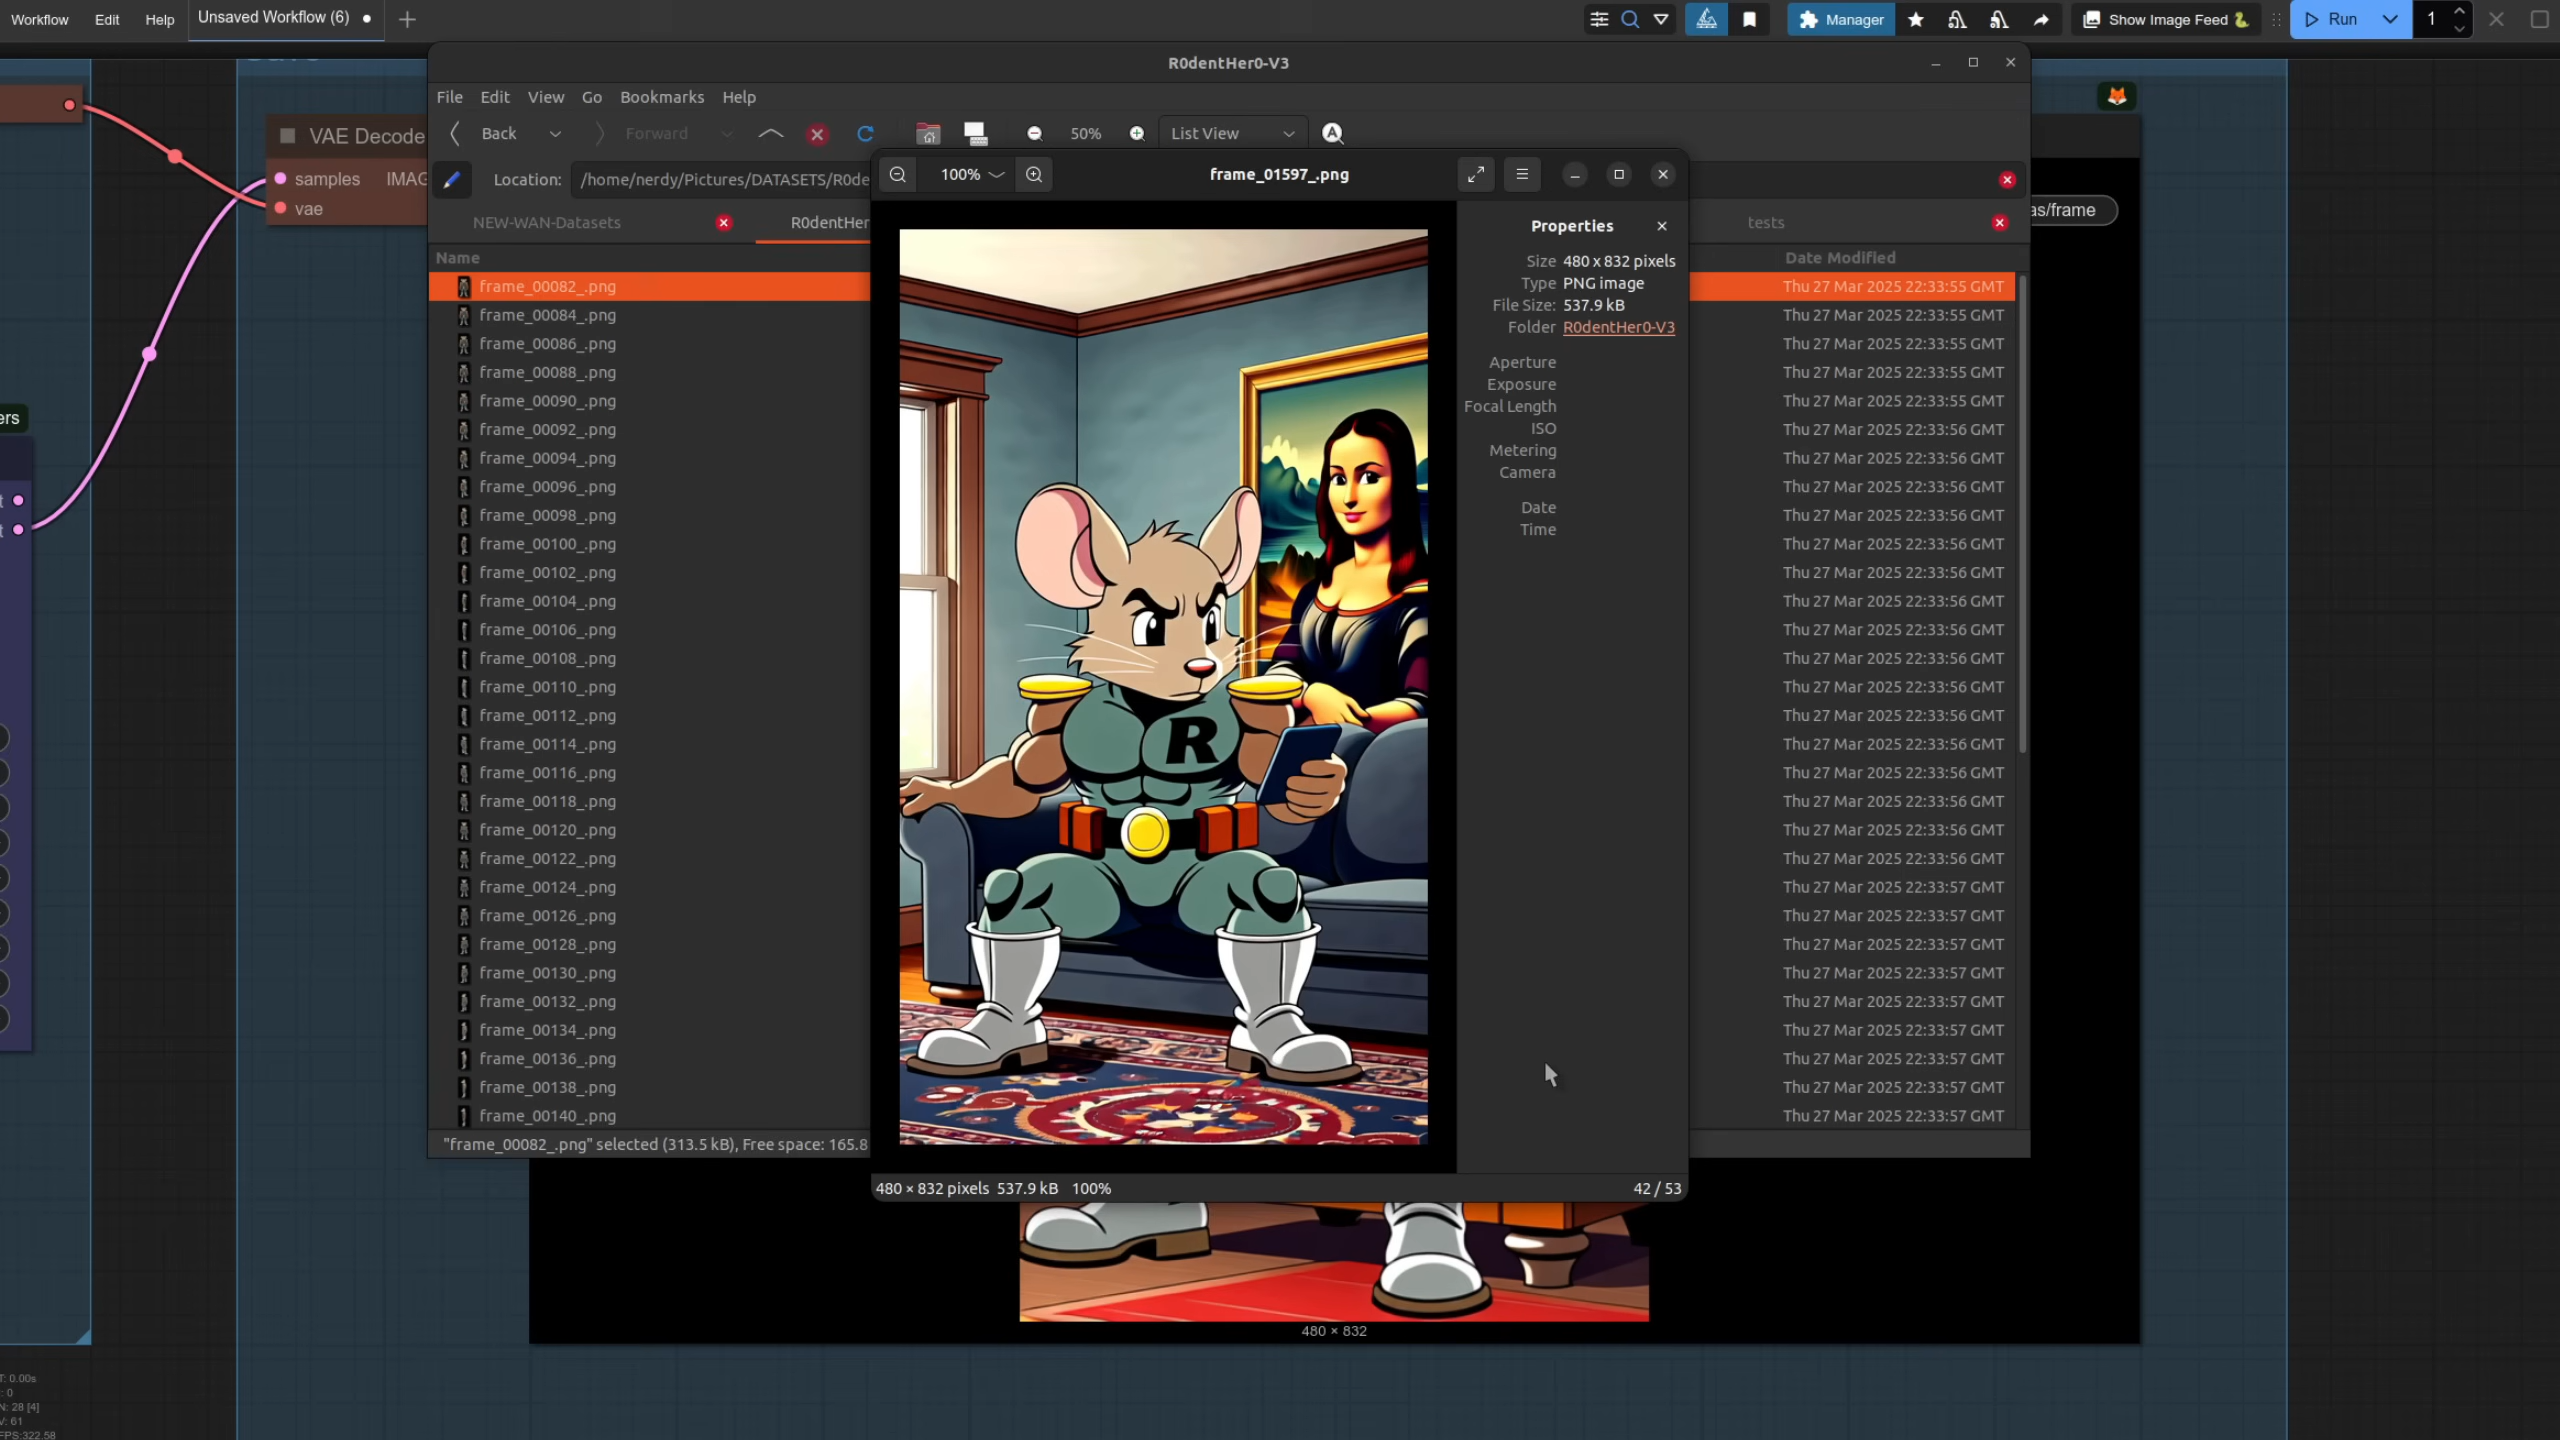 Workflow Edit Help Unsaved Workflow (6) Manager Show Image Feed Run 1
R0dentHer0-V3
File Edit View Go Bookmarks Help
VAE Decode
Back Forward 50% List View
samples
vae
Location: /home/nerdy/Pictures/DATASETS/R0de
100% frame_01597_.png
as/frame
NEW-WAN-Datasets R0dentHer tests
Name Date Modified
Properties
Size 480 x 832 pixels
Type PNG image
File Size: 537.9 kB
Folder R0dentHer0-V3
Aperture
Exposure
Focal Length
ISO
Metering
Camera
Date
Time
frame_00082_.png Thu 27 Mar 2025 22:33:55 GMT
frame_00084_.png Thu 27 Mar 2025 22:33:55 GMT
frame_00086_.png Thu 27 Mar 2025 22:33:55 GMT
frame_00088_.png Thu 27 Mar 2025 22:33:55 GMT
frame_00090_.png Thu 27 Mar 2025 22:33:55 GMT
frame_00092_.png Thu 27 Mar 2025 22:33:56 GMT
frame_00094_.png Thu 27 Mar 2025 22:33:56 GMT
frame_00096_.png Thu 27 Mar 2025 22:33:56 GMT
frame_00098_.png Thu 27 Mar 2025 22:33:56 GMT
frame_00100_.png Thu 27 Mar 2025 22:33:56 GMT
frame_00102_.png Thu 27 Mar 2025 22:33:56 GMT
frame_00104_.png Thu 27 Mar 2025 22:33:56 GMT
frame_00106_.png Thu 27 Mar 2025 22:33:56 GMT
frame_00108_.png Thu 27 Mar 2025 22:33:56 GMT
frame_00110_.png Thu 27 Mar 2025 22:33:56 GMT
frame_00112_.png Thu 27 Mar 2025 22:33:56 GMT
frame_00114_.png Thu 27 Mar 2025 22:33:56 GMT
frame_00116_.png Thu 27 Mar 2025 22:33:56 GMT
frame_00118_.png Thu 27 Mar 2025 22:33:56 GMT
frame_00120_.png Thu 27 Mar 2025 22:33:56 GMT
frame_00122_.png Thu 27 Mar 2025 22:33:56 GMT
frame_00124_.png Thu 27 Mar 2025 22:33:57 GMT
frame_00126_.png Thu 27 Mar 2025 22:33:57 GMT
frame_00128_.png Thu 27 Mar 2025 22:33:57 GMT
frame_00130_.png Thu 27 Mar 2025 22:33:57 GMT
frame_00132_.png Thu 27 Mar 2025 22:33:57 GMT
frame_00134_.png Thu 27 Mar 2025 22:33:57 GMT
frame_00136_.png Thu 27 Mar 2025 22:33:57 GMT
frame_00138_.png Thu 27 Mar 2025 22:33:57 GMT
frame_00140_.png Thu 27 Mar 2025 22:33:57 GMT
R
"frame_00082_.png" selected (313.5 kB), Free space: 165.8
480 × 832 pixels 537.9 kB 100% 42 / 53
480 × 832
T: 0.00s
: 0
N: 28 [4]
V: 61
FPS:322.58